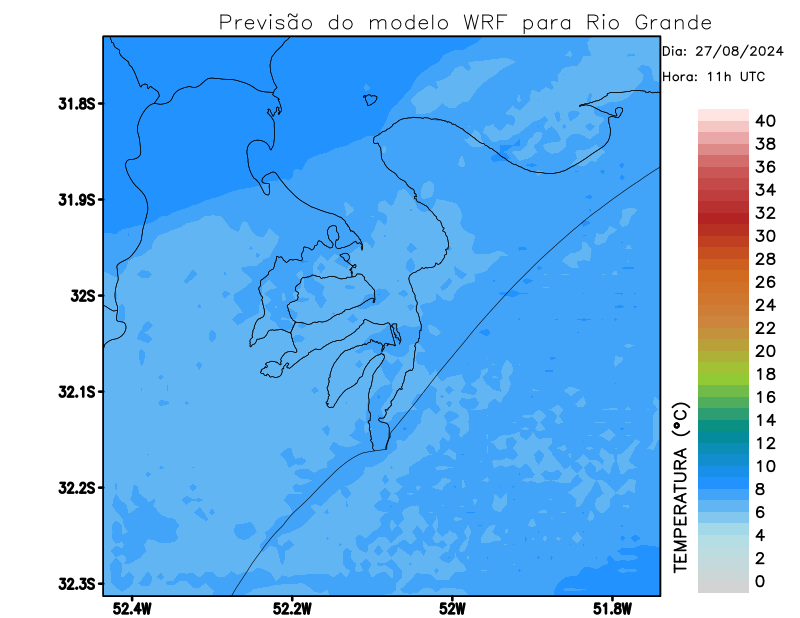 Previsão do modelo WRF para Rio Grande
Dia: 27/08/2024
Hora: 11h UTC
31.8S
31.9S
32S
32.1S
32.2S
32.3S
52.4W
52.2W
52W
51.8W
TEMPERATURA (°C)
40
38
36
34
32
30
28
26
24
22
20
18
16
14
12
10
8
6
4
2
0